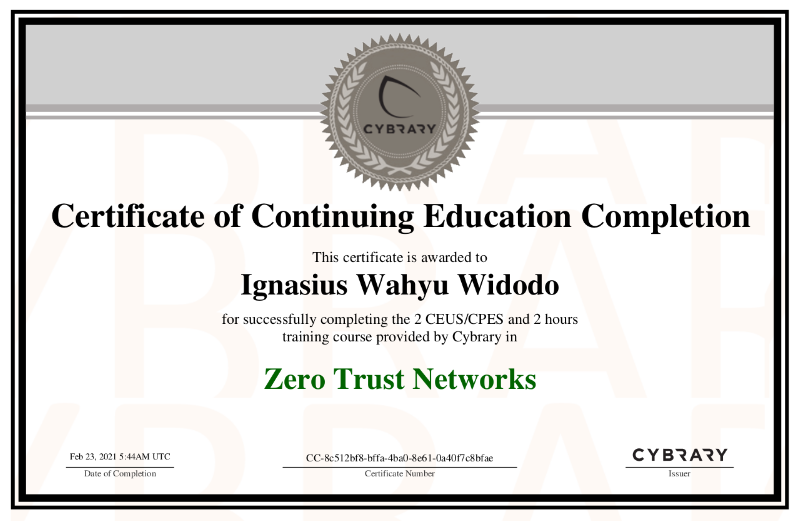 CYBRARY
Certificate of Continuing Education Completion
This certificate is awarded to
Ignasius Wahyu Widodo
for successfully completing the 2 CEUS/CPES and 2 hours
training course provided by Cybrary in
Zero Trust Networks
Feb 23, 2021 5:44AM UTC
Date of Completion
CC-8c512bf8-bffa-4ba0-8e61-0a40f7c8bfae
Certificate Number
CYBRARY
Issuer